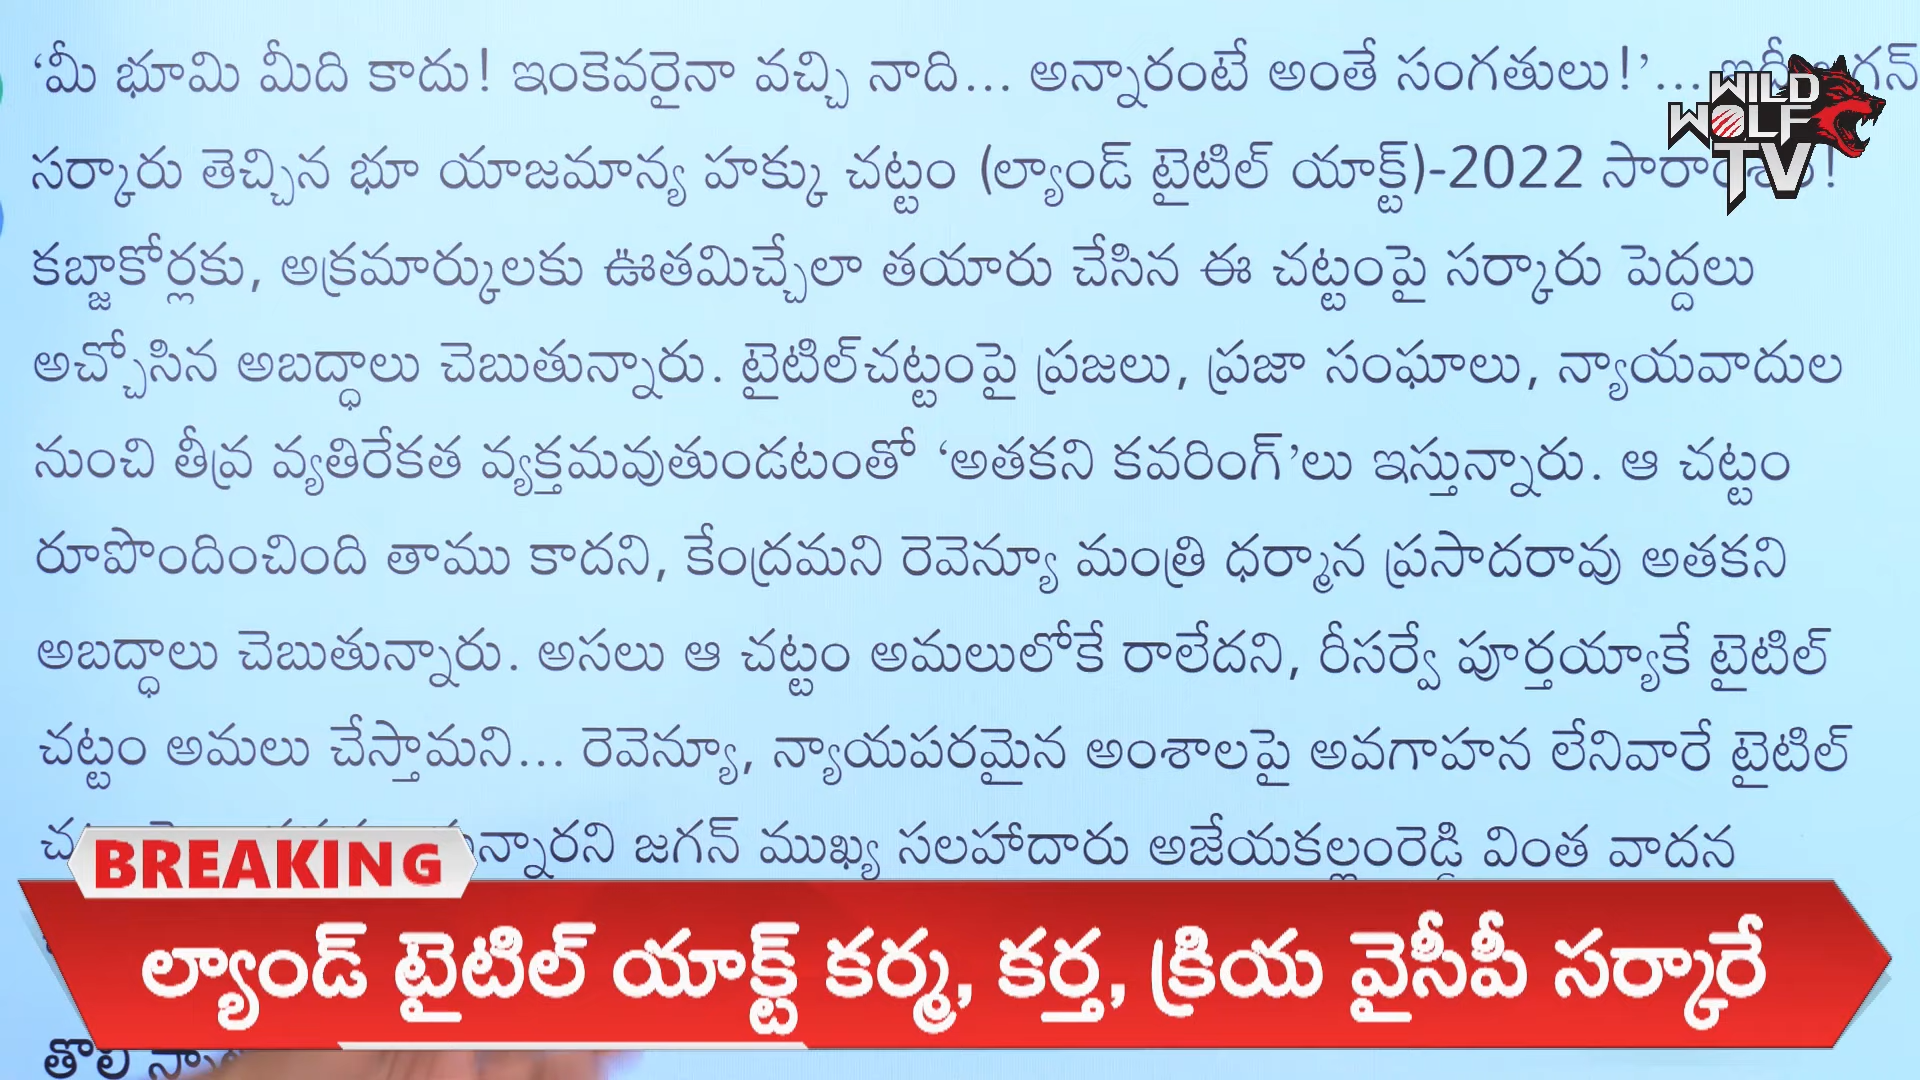 ‘మీ భూమి మీది కాదు! ఇంకెవరైనా వచ్చి నాది... అన్నారంటే అంతే సంగతులు!’...
WILD WOLF TV
సర్కారు తెచ్చిన భూ యాజమాన్య హక్కు చట్టం (ల్యాండ్ టైటిల్ యాక్ట్)-2022
కబ్జాకోర్లకు, అక్రమార్కులకు ఊతమిచ్చేలా తయారు చేసిన ఈ చట్టంపై సర్కారు పెద్దలు
అచ్చోసిన అబద్ధాలు చెబుతున్నారు. టైటిల్‌చట్టంపై ప్రజలు, ప్రజా సంఘాలు, న్యాయవాదుల
నుంచి తీవ్ర వ్యతిరేకత వ్యక్తమవుతుండటంతో ‘అతకని కవరింగ్’లు ఇస్తున్నారు. ఆ చట్టం
రూపొందించింది తాము కాదని, కేంద్రమని రెవెన్యూ మంత్రి ధర్మాన ప్రసాదరావు అతకని
అబద్ధాలు చెబుతున్నారు. అసలు ఆ చట్టం అమలులోకే రాలేదని, రీసర్వే పూర్తయ్యాకే టైటిల్
చట్టం అమలు చేస్తామని... రెవెన్యూ, న్యాయపరమైన అంశాలపై అవగాహన లేనివారే టైటిల్
జగన్ ముఖ్య సలహాదారు అజేయకల్లంరెడ్డి వింత వాదన
BREAKING
ల్యాండ్ టైటిల్ యాక్ట్ కర్మ, కర్త, క్రియ వైసీపీ సర్కారే